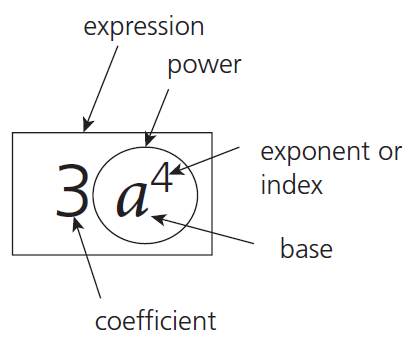 expression
power
3a⁴
exponent or
index
base
coefficient